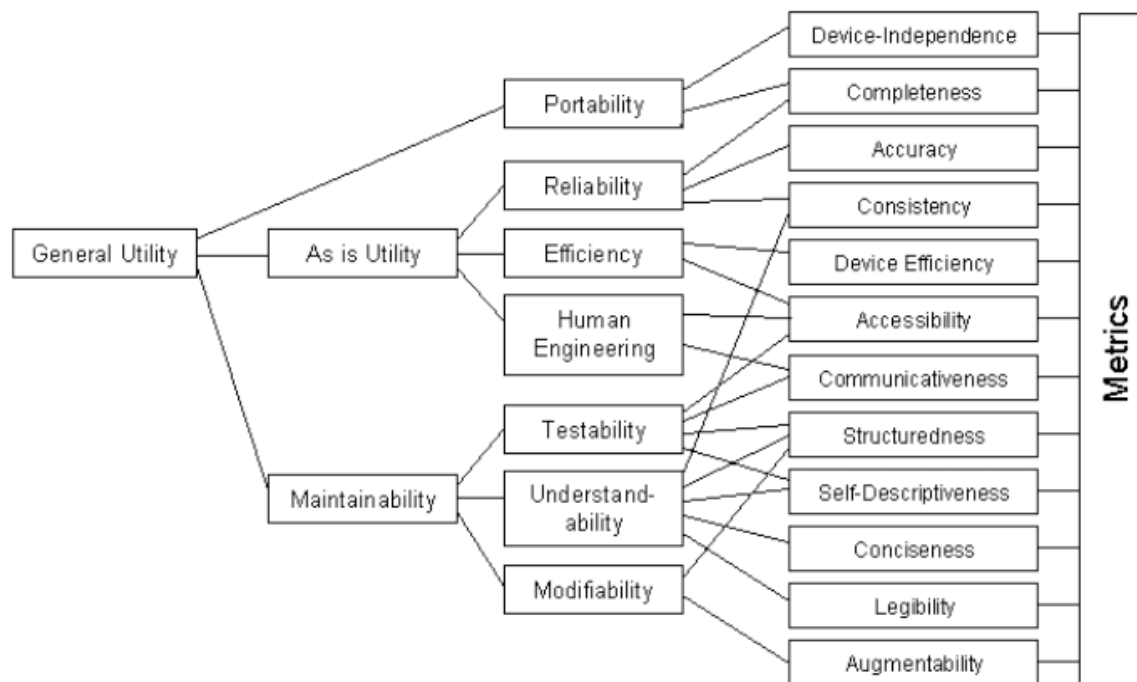 General Utility
As is Utility
Maintainability
Portability
Reliability
Efficiency
Human
Engineering
Testability
Understand-
ability
Modifiability
Device-Independence
Completeness
Accuracy
Consistency
Device Efficiency
Accessibility
Communicativeness
Structuredness
Self-Descriptiveness
Conciseness
Legibility
Augmentability
Metrics